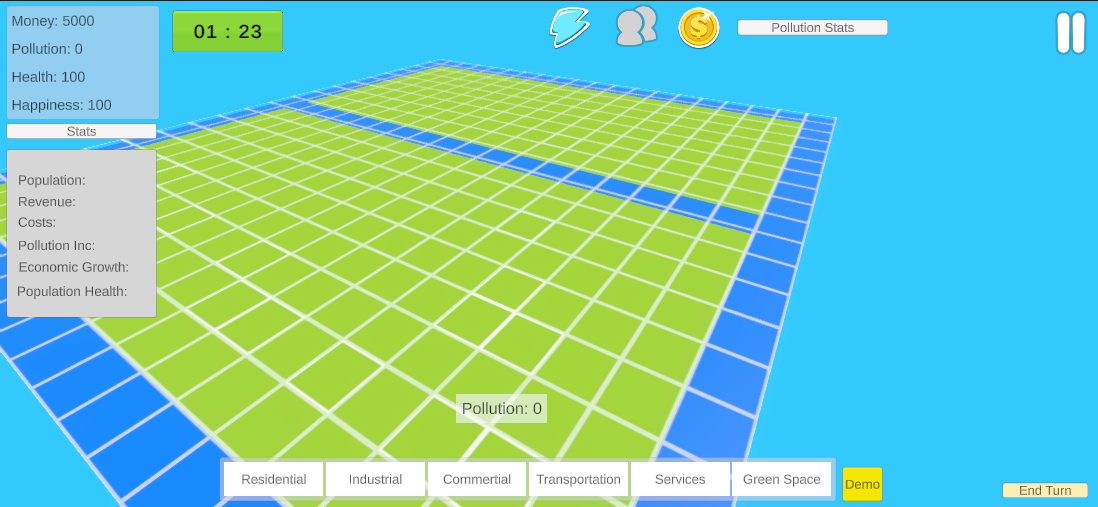 Money: 5000
Pollution: 0
Health: 100
Happiness: 100
Stats
01 : 23
Pollution Stats
Population:
Revenue:
Costs:
Pollution Inc:
Economic Growth:
Population Health:
Pollution: 0
Residential
Industrial
Commertial
Transportation
Services
Green Space
Demo
End Turn